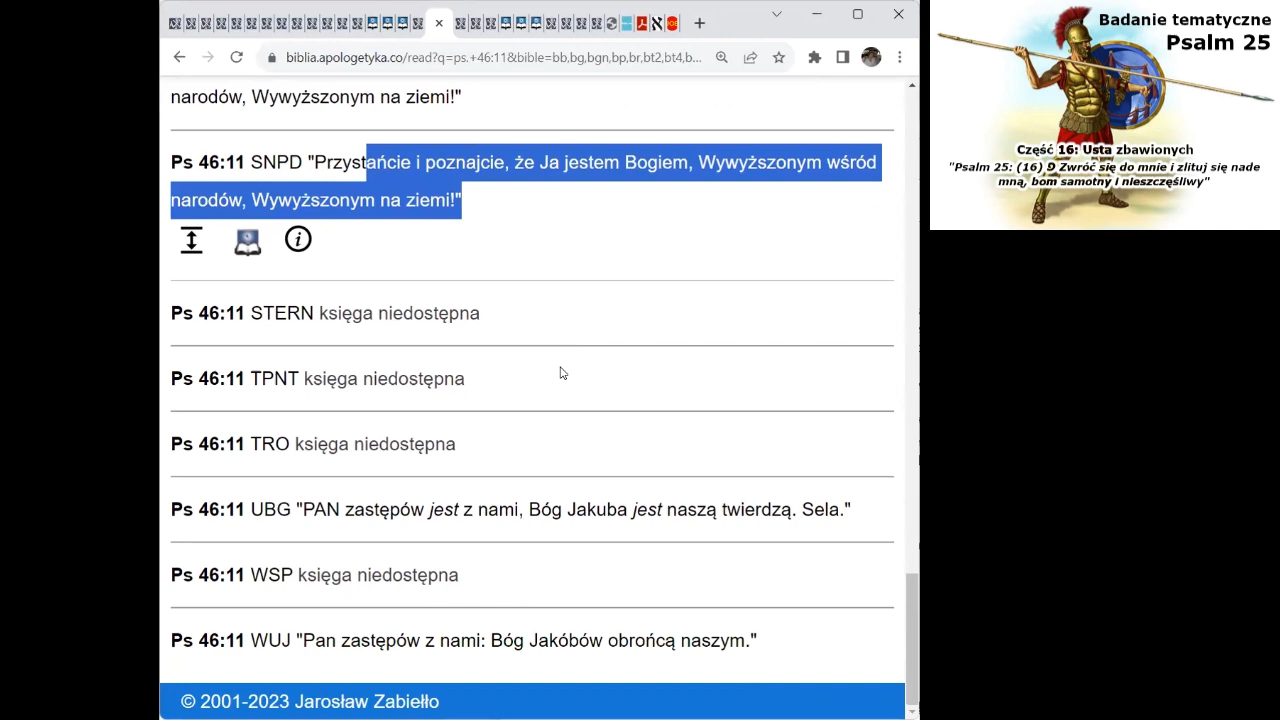 biblia.apologetyka.co/read?q=ps.+46:11&bible=bb,bg,bgn,bp,br,bt2,bt4,b...
narodów, Wywyższonym na ziemi!"
Ps 46:11 SNPD "Przystańcie i poznajcie, że Ja jestem Bogiem, Wywyższonym wśród
narodów, Wywyższonym na ziemi!"
Ps 46:11 STERN księga niedostępna
Ps 46:11 TPNT księga niedostępna
Ps 46:11 TRO księga niedostępna
Ps 46:11 UBG "PAN zastępów jest z nami, Bóg Jakuba jest naszą twierdzą. Sela."
Ps 46:11 WSP księga niedostępna
Ps 46:11 WUJ "Pan zastępów z nami: Bóg Jakóbów obrońcą naszym."
© 2001-2023 Jarosław Zabiełło
Badanie tematyczne
Psalm 25
Część 16: Usta zbawionych
"Psalm 25: (16) D Zwróć się do mnie i zlituj się nade
mną, bom samotny i nieszczęśliwy"